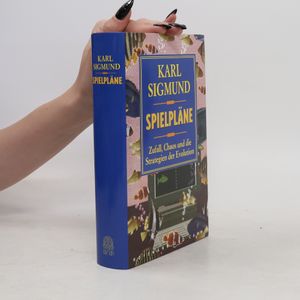 KARL
SIGMUND
SPIELPLÄNE
KARL
SIGMUND
SPIELPLÄNE
Zufall, Chaos und die
Strategien der Evolution